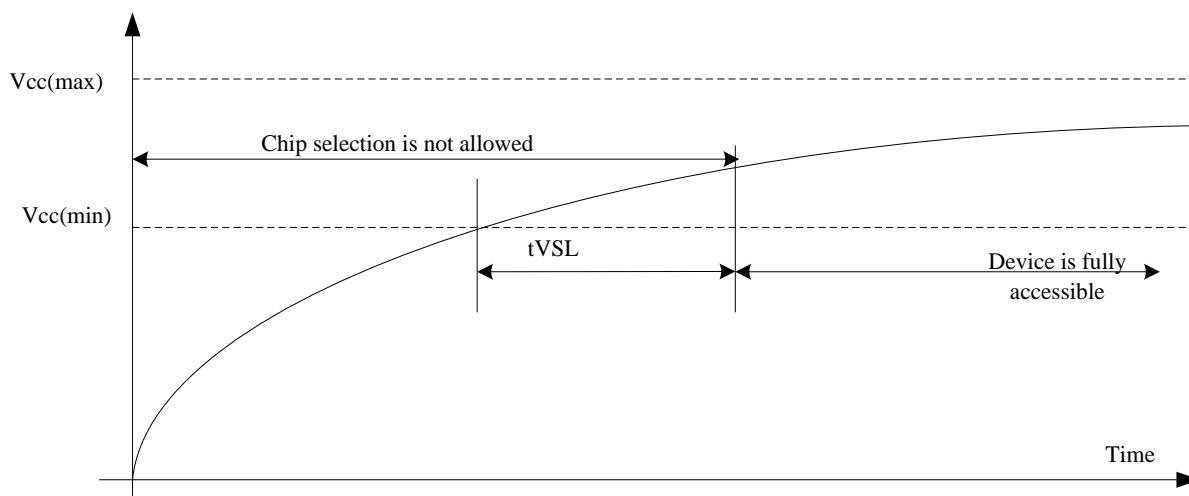 Vcc(max)
Chip selection is not allowed
Vcc(min)
tVSL
Device is fully
accessible
Time